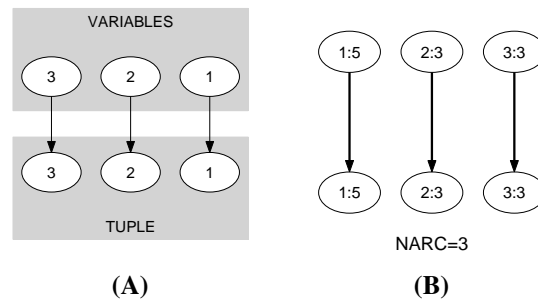 VARIABLES
3 2 1
3 2 1
TUPLE
1:5 2:3 3:3
1:5 2:3 3:3
NARC=3
(A) (B)